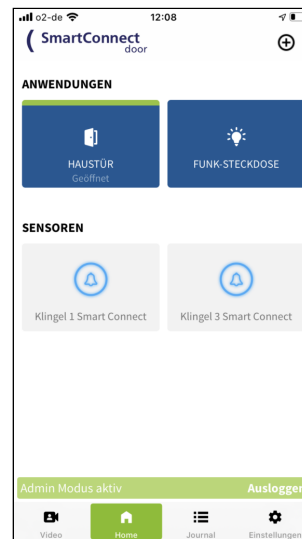 o2-de 12:08
SmartConnect
door
ANWENDUNGEN
HAUSTÜR FUNK-STECKDOSE
Geöffnet
SENSOREN
Klingel 1 Smart Connect Klingel 3 Smart Connect
Admin Modus aktiv Ausloggen
Video Home Journal Einstellungen